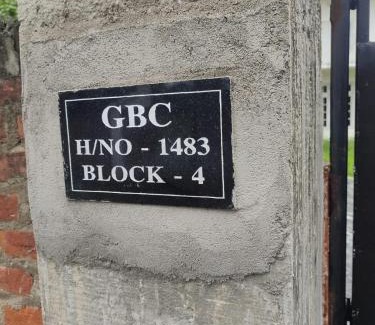 GBC
H/NO - 1483
BLOCK - 4